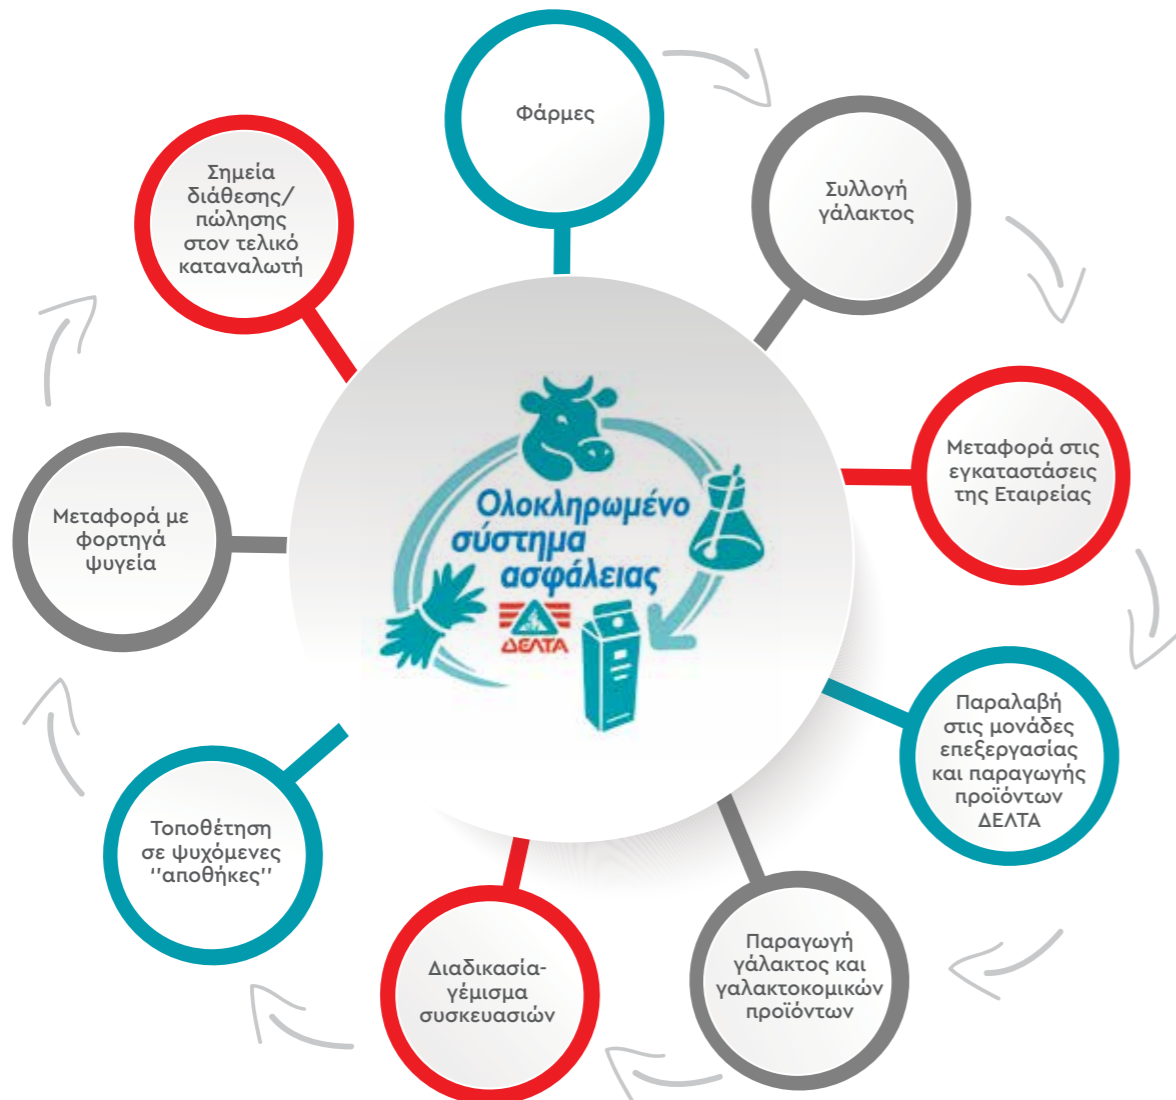 Φάρμες
Συλλογή
γάλακτος
Μεταφορά στις
εγκαταστάσεις
της Εταιρείας
Παραλαβή
στις μονάδες
επεξεργασίας
και παραγωγής
προϊόντων
ΔΕΛΤΑ
Παραγωγή
γάλακτος και
γαλακτοκομικών
προϊόντων
Διαδικασία-
γέμισμα
συσκευασιών
Τοποθέτηση
σε ψυχόμενες
''αποθήκες''
Μεταφορά με
φορτηγά
ψυγεία
Σημεία
διάθεσης/
πώλησης
στον τελικό
καταναλωτή
Ολοκληρωμένο
σύστημα
ασφάλειας
ΔΕΛΤΑ